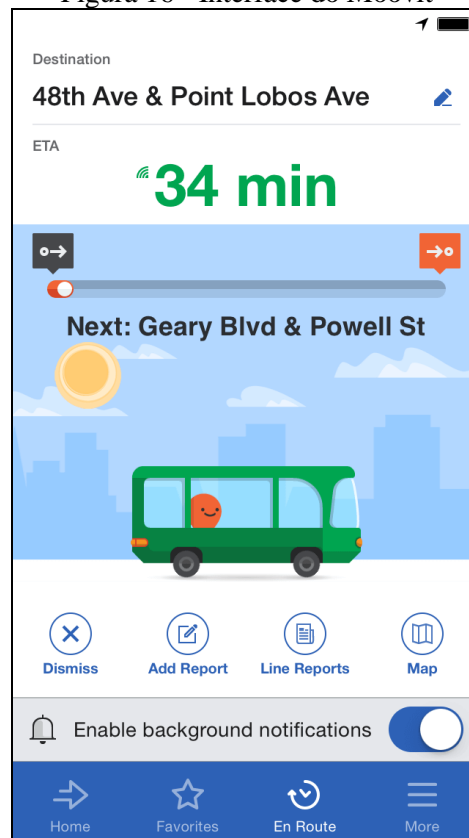 Figura 16 - Interface do Moovit
Destination
48th Ave & Point Lobos Ave
ETA
34 min
Next: Geary Blvd & Powell St
Dismiss
Add Report
Line Reports
Map
Enable background notifications
Home
Favorites
En Route
More